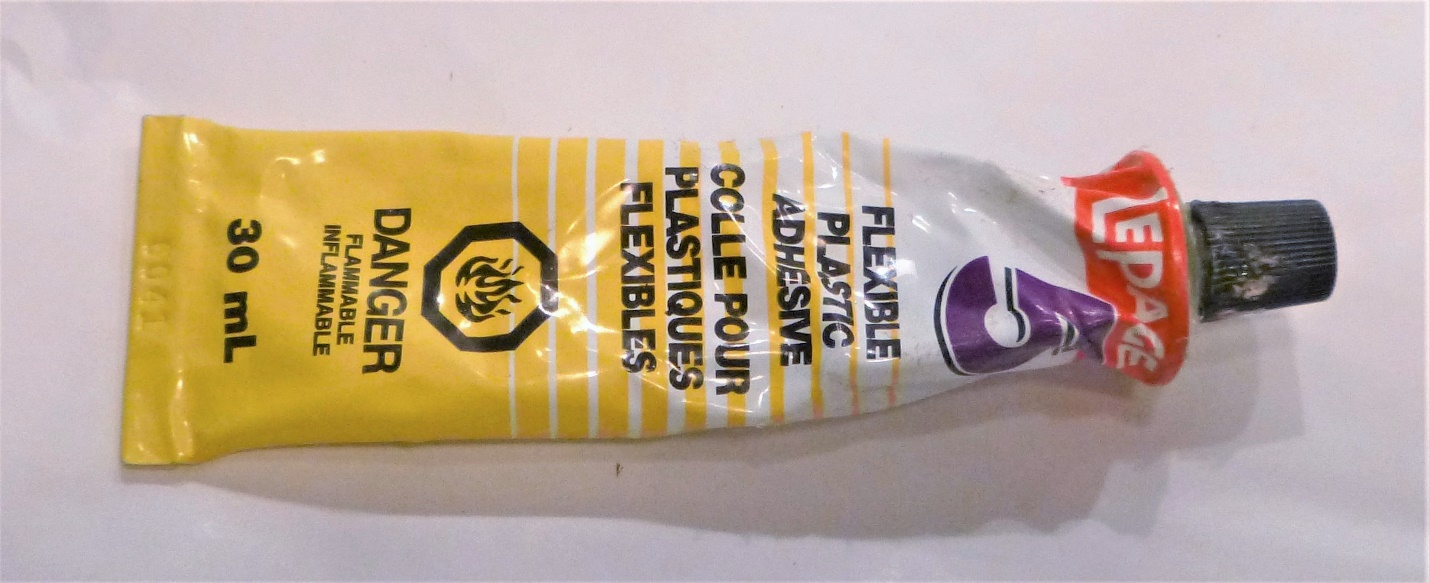 LEPAGE
FLEXIBLE
PLASTIC
ADHESIVE
COLLE POUR
PLASTIQUES
FLEXIBLES
DANGER
FLAMMABLE
INFLAMMABLE
30 mL